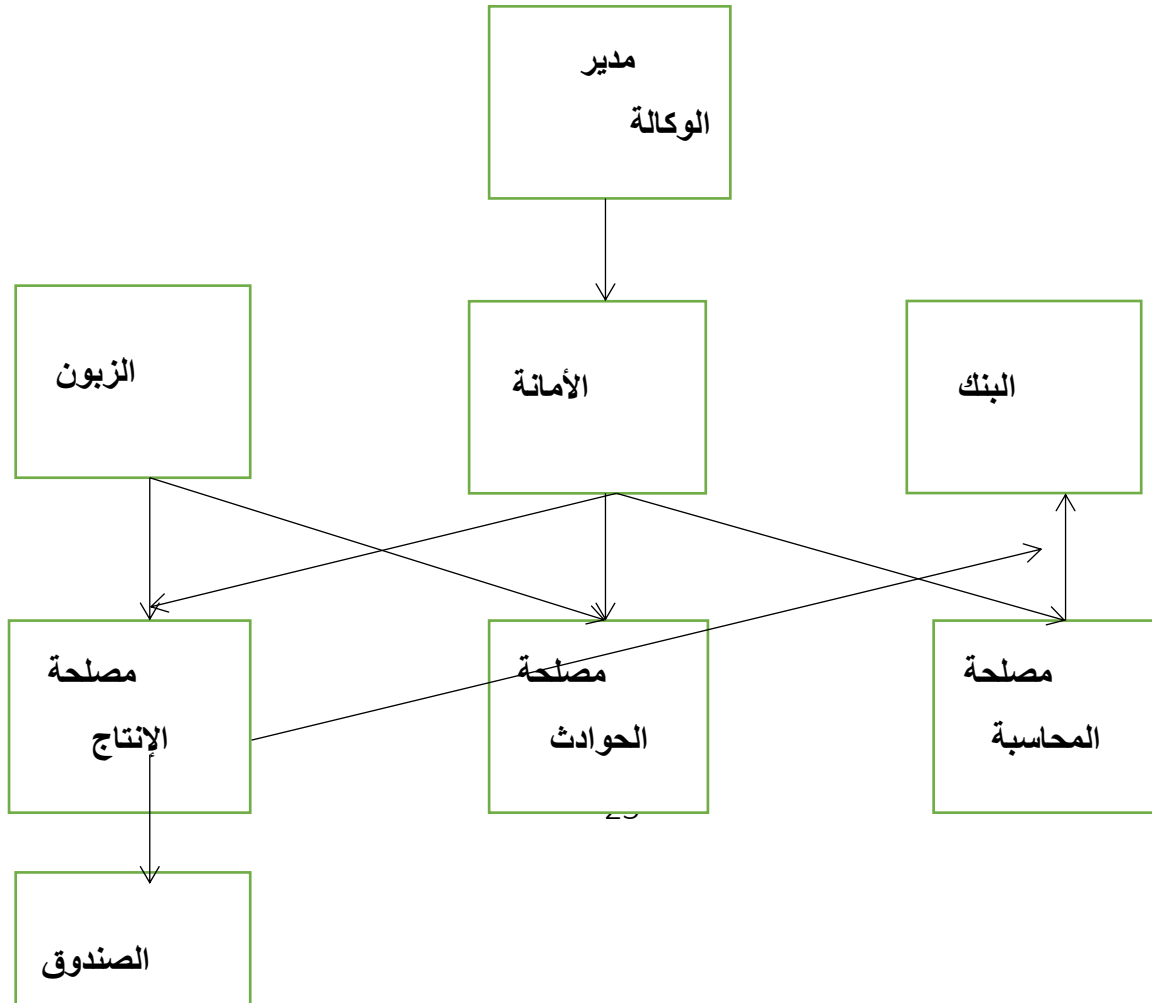 مدير
الوكالة
الزبون
الأمانة
البنك
مصلحة
الإنتاج
مصلحة
الحوادث
مصلحة
المحاسبة
الصندوق